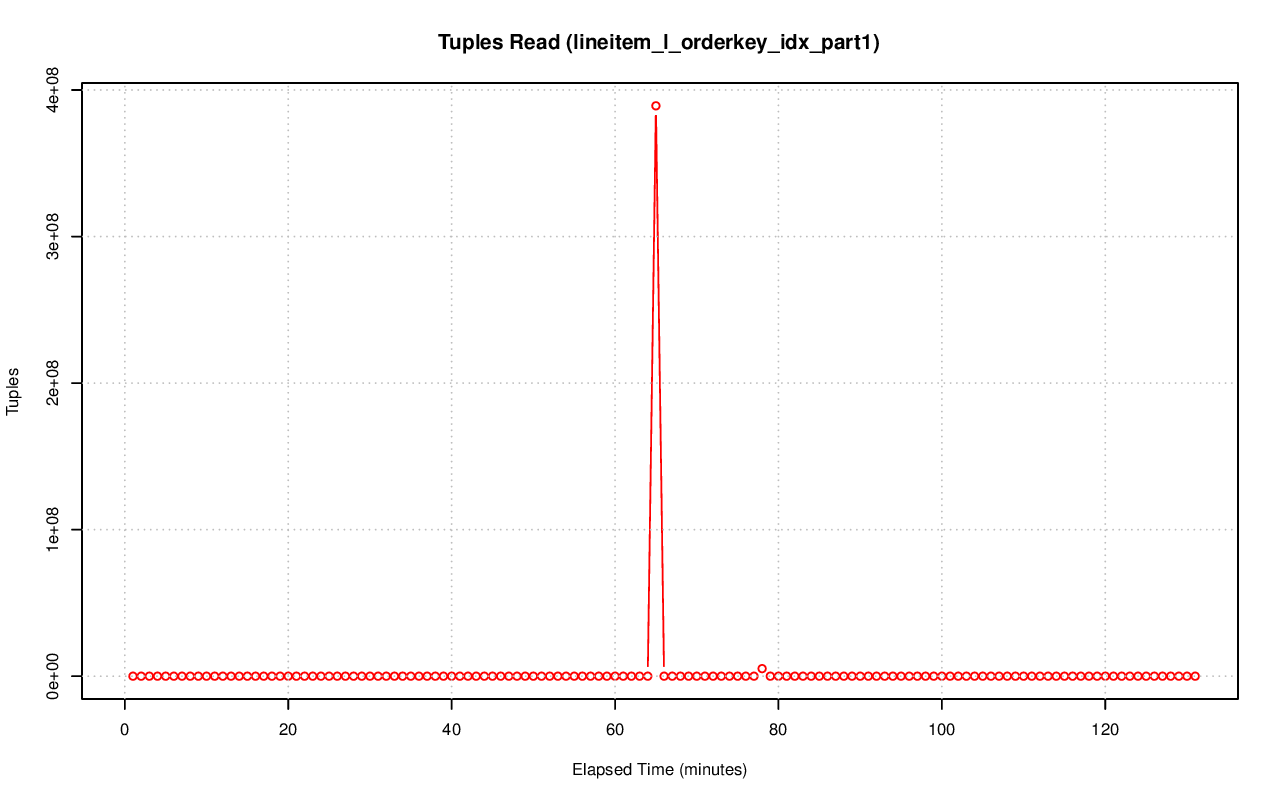 Tuples Read (lineitem_l_orderkey_idx_part1)
4e+08
3e+08
2e+08
1e+08
0e+00
Tuples
0 20 40 60 80 100 120
Elapsed Time (minutes)